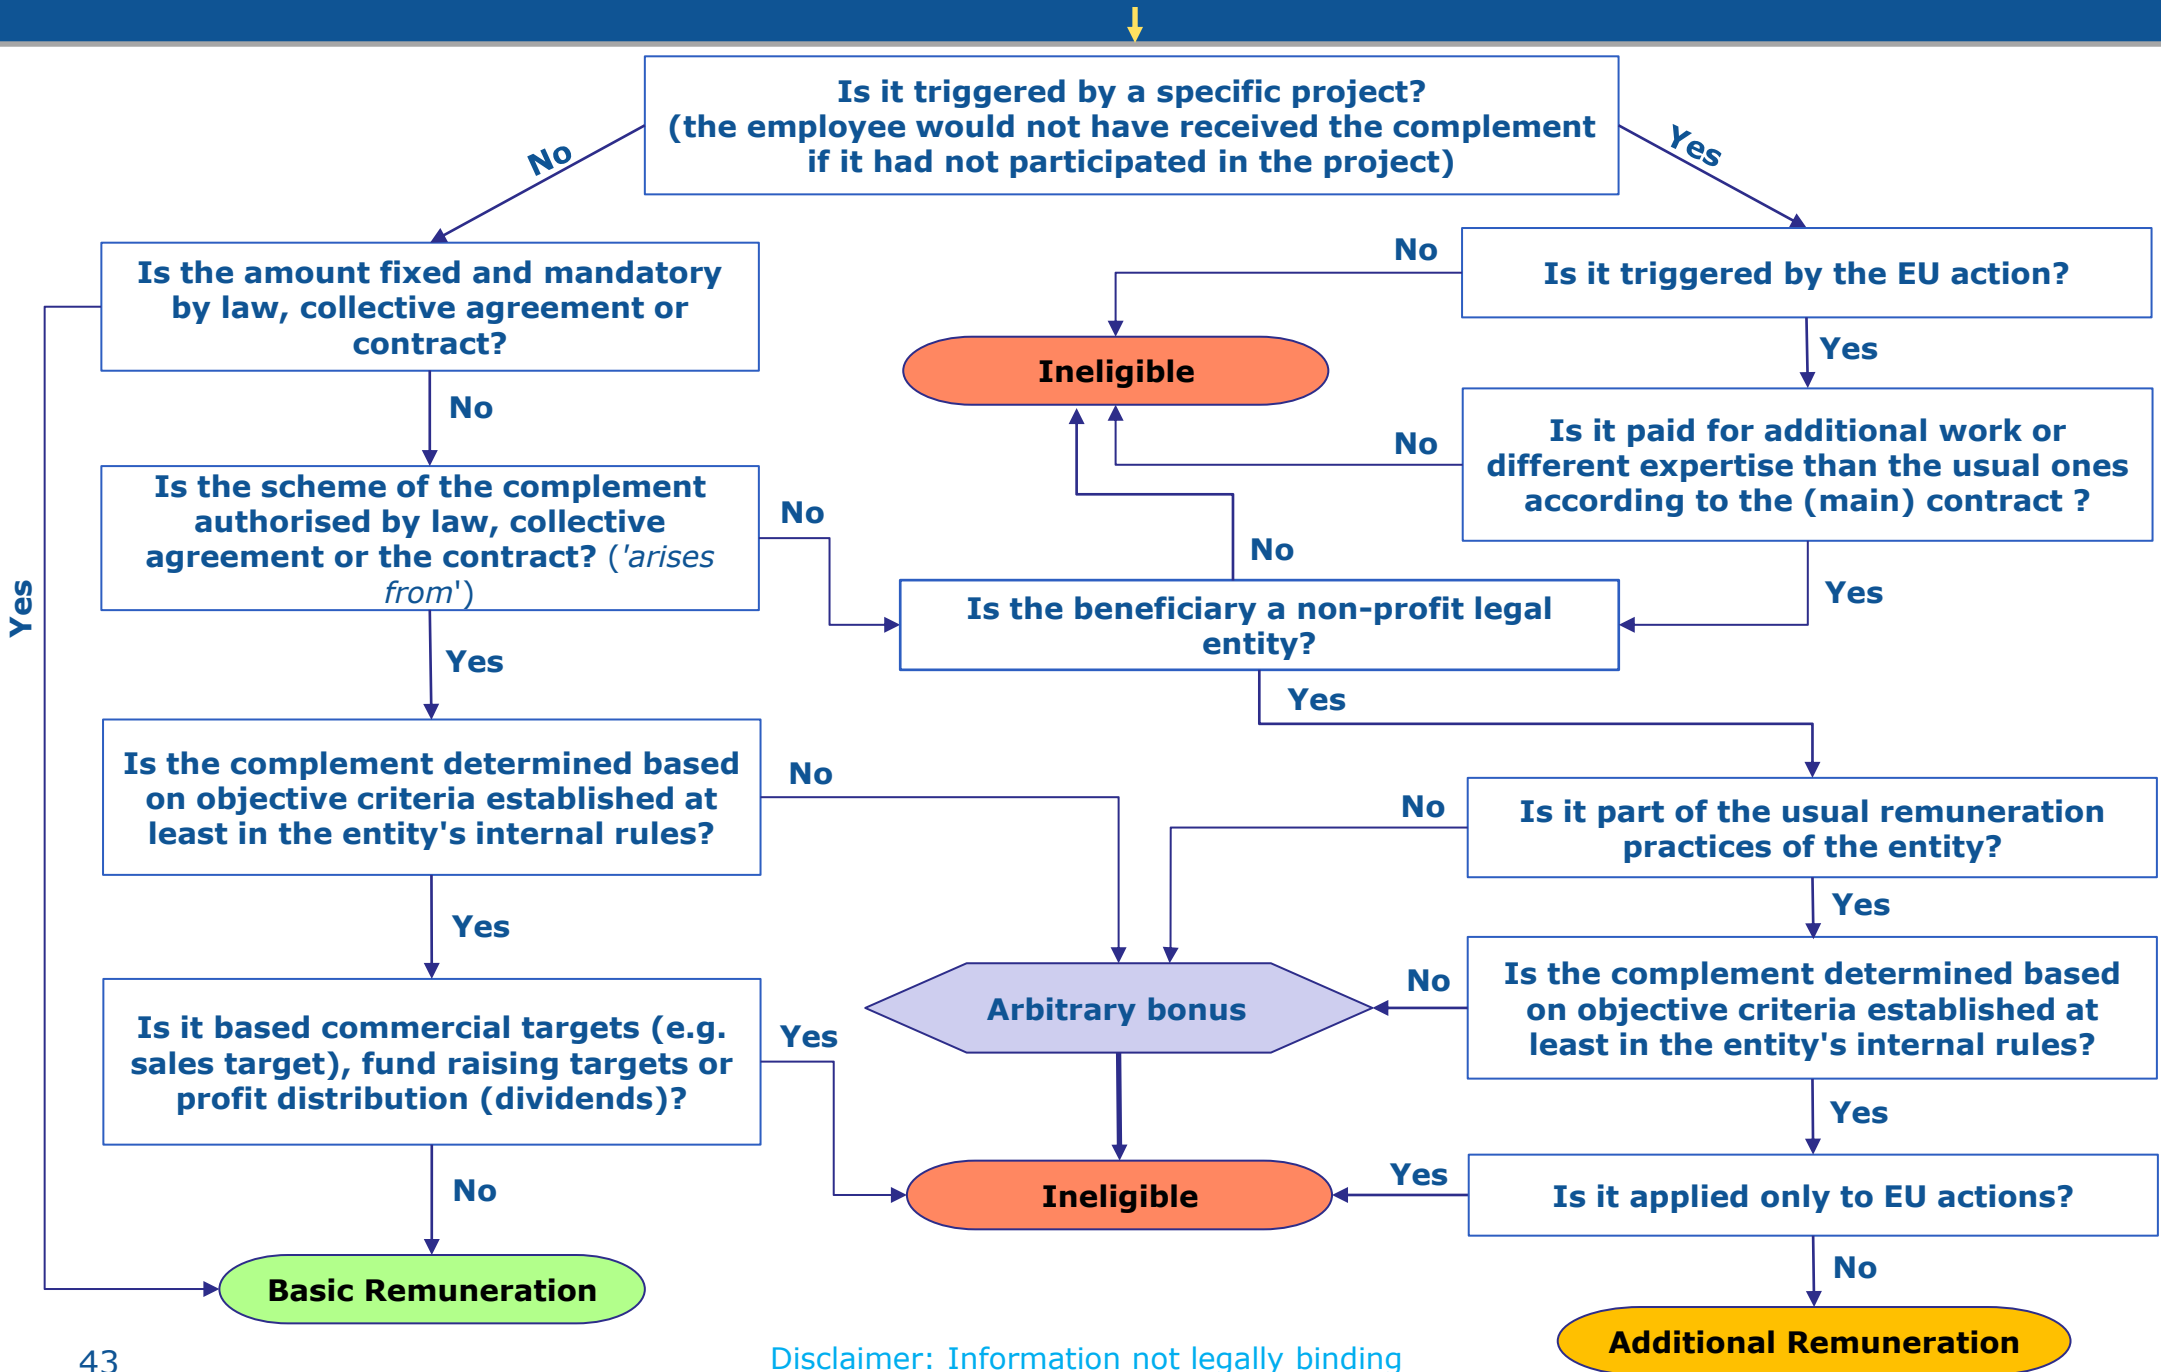 Is it triggered by a specific project?
(the employee would not have received the complement
if it had not participated in the project)
No
Yes
Is the amount fixed and mandatory
by law, collective agreement or
contract?
No
Is it triggered by the EU action?
Ineligible
Yes
No
Is the scheme of the complement
authorised by law, collective
agreement or the contract? ('arises
from')
No
No
Is it paid for additional work or
different expertise than the usual ones
according to the (main) contract ?
No
Yes
Yes
Is the beneficiary a non-profit legal
entity?
Yes
Yes
Is the complement determined based
on objective criteria established at
least in the entity's internal rules?
No
No
Is it part of the usual remuneration
practices of the entity?
Yes
Yes
Is it based commercial targets (e.g.
sales target), fund raising targets or
profit distribution (dividends)?
Yes
Arbitrary bonus
No
Is the complement determined based
on objective criteria established at
least in the entity's internal rules?
Yes
No
Ineligible
Yes
Is it applied only to EU actions?
No
Basic Remuneration
Additional Remuneration
43
Disclaimer: Information not legally binding